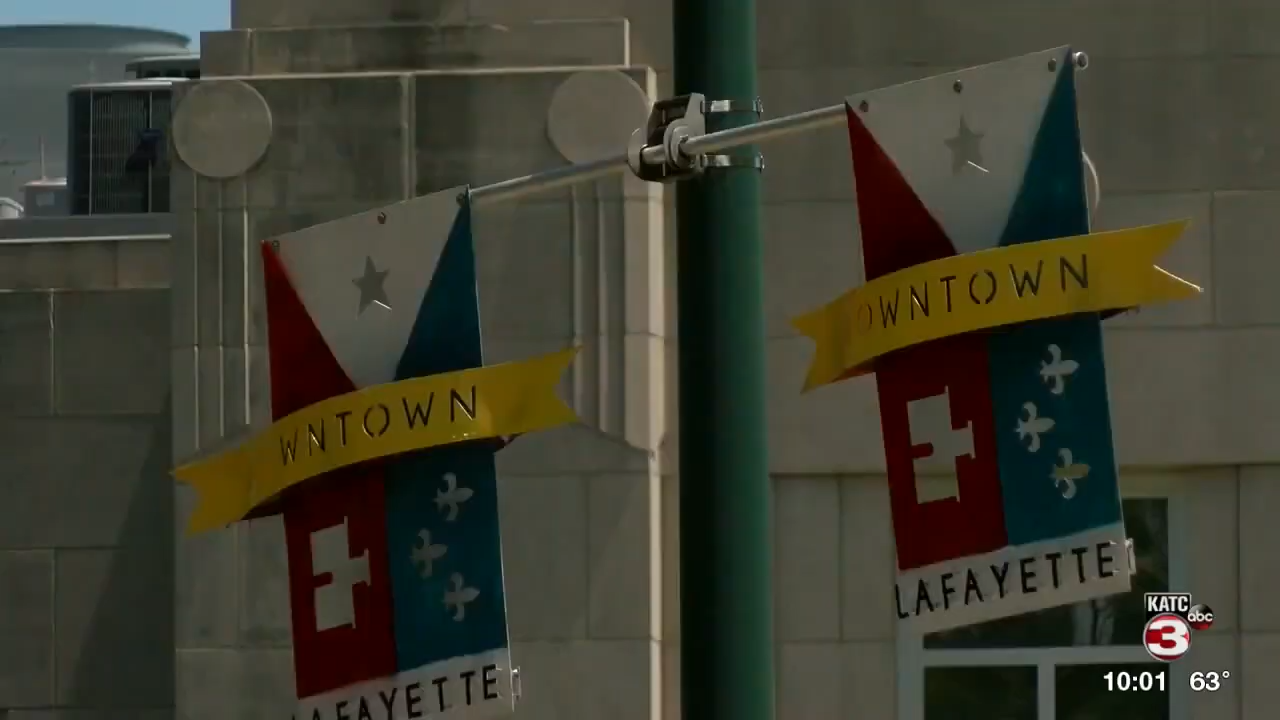 WNTOWN
LAFAYETTE
OWNTOWN
LAFAYETTE
KATC
abc
3
10:01 63°